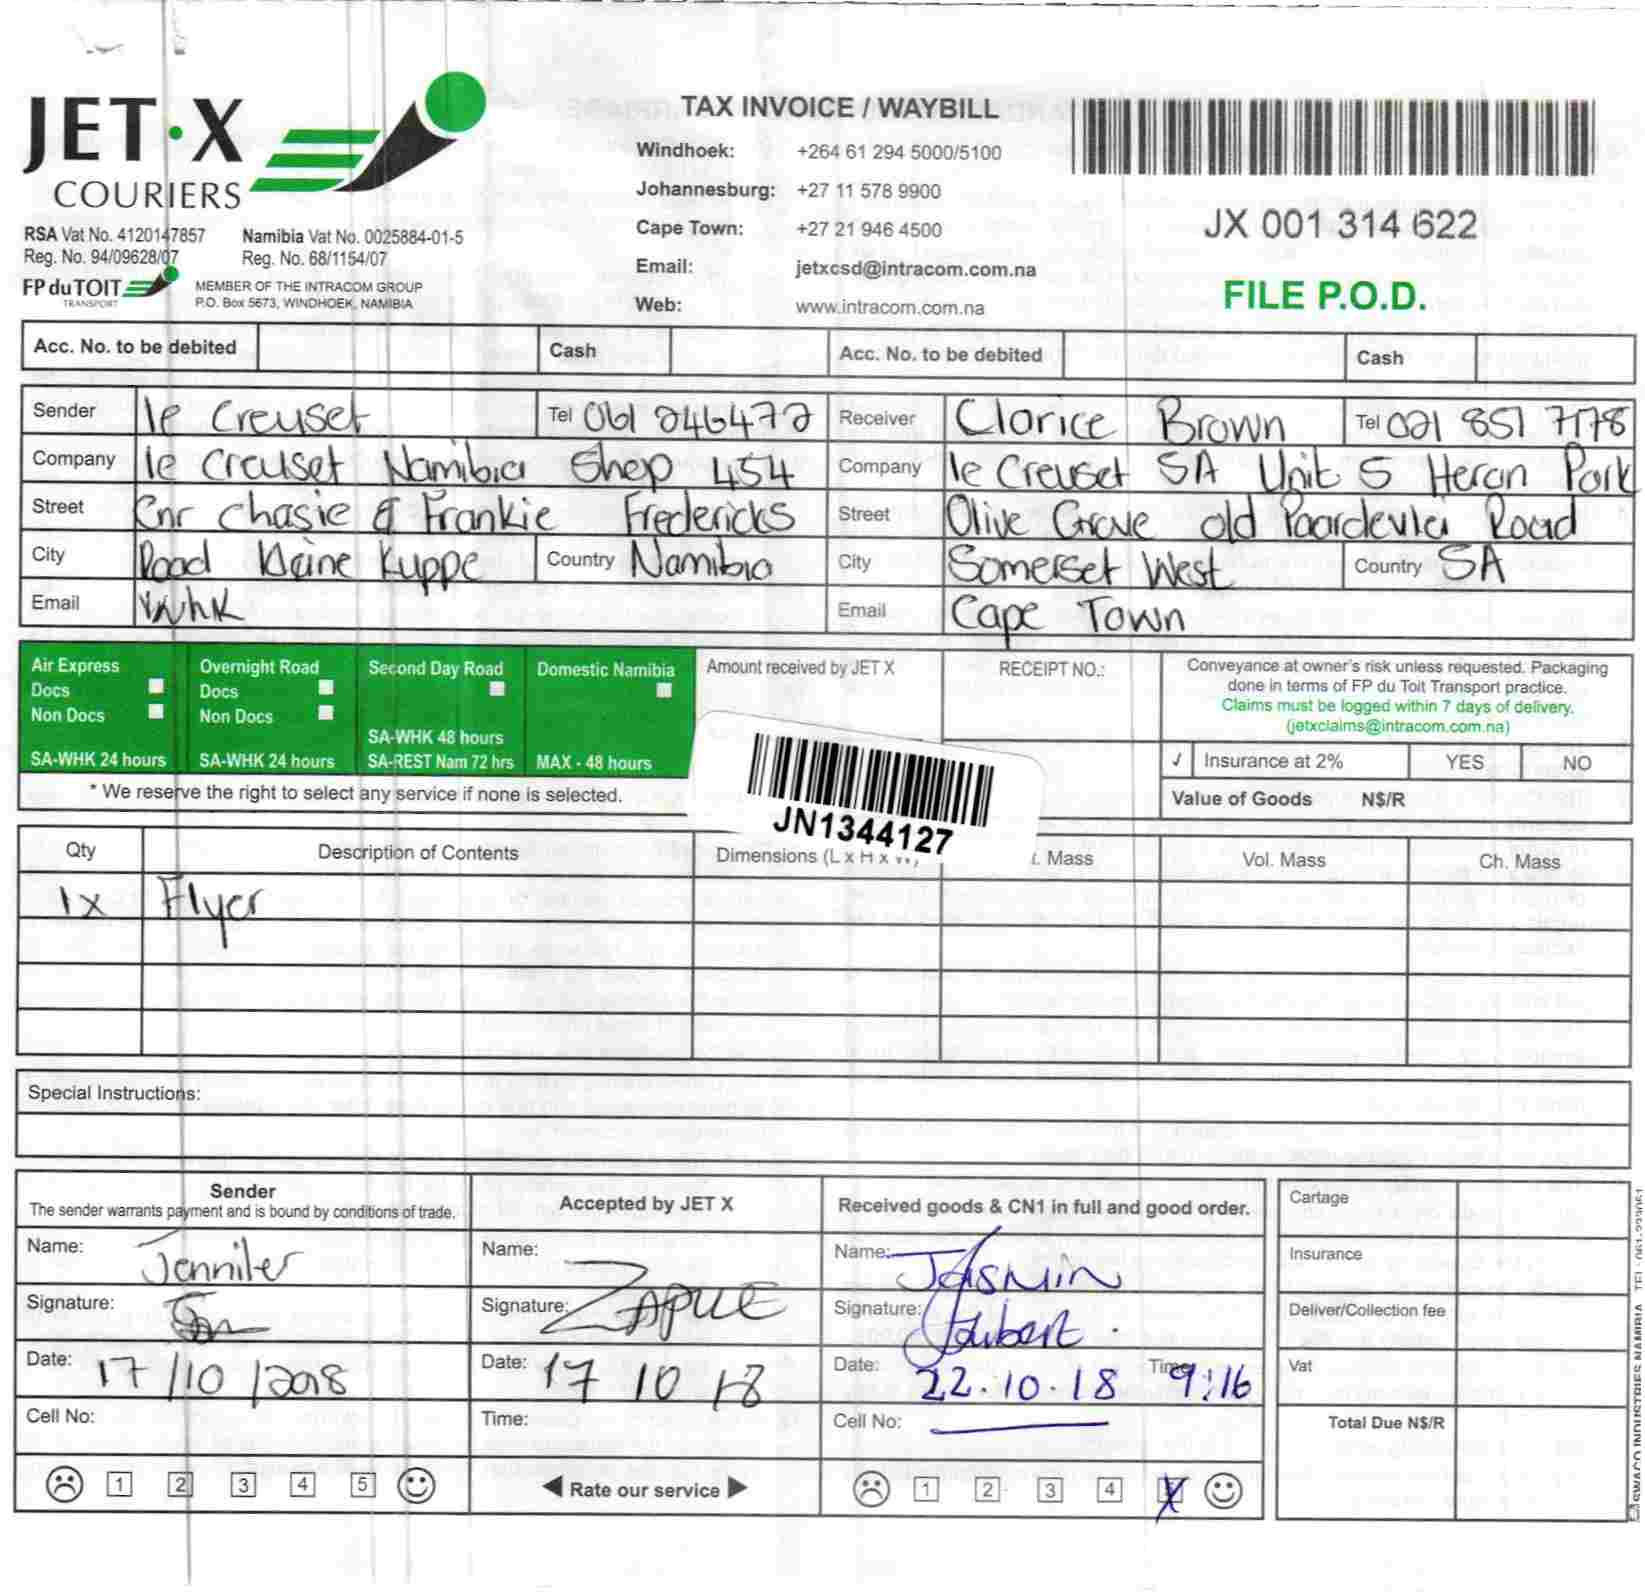 JET·X
COURIERS
RSA Vat No. 4120147857
Reg. No. 94/09628/07
Namibia Vat No. 0025884-01-5
Reg. No. 68/1154/07
FP du TOIT
TRANSPORT
MEMBER OF THE INTRACOM GROUP
P.O. Box 5673, WINDHOEK, NAMIBIA
TAX INVOICE / WAYBILL
Windhoek: +264 61 294 5000/5100
Johannesburg: +27 11 578 9900
Cape Town: +27 21 946 4500
Email: jetxcsd@intracom.com.na
Web: www.intracom.com.na
JX 001 314 622
FILE P.O.D.
Acc. No. to be debited Cash Acc. No. to be debited Cash
Sender le Creuset Tel 061 246472
Company le Creuset Namibia Shop 454
Street Cnr chasie & Frankie Fredericks
City Road Kleine Kuppe Country Namibia
Email Whk
Receiver Clarice Brown Tel 021 851 7178
Company le Creuset SA Unit 5 Heran Park
Street Olive Grove old Paardevlei Road
City Somerset West Country SA
Email Cape Town
Air Express
Docs
Non Docs
SA-WHK 24 hours
Overnight Road
Docs
Non Docs
SA-WHK 24 hours
Second Day Road
SA-WHK 48 hours
SA-REST Nam 72 hrs
Domestic Namibia
MAX - 48 hours
* We reserve the right to select any service if none is selected.
Amount received by JET X
RECEIPT NO.:
Conveyance at owner's risk unless requested. Packaging
done in terms of FP du Toit Transport practice.
Claims must be logged within 7 days of delivery.
(jetxclaims@intracom.com.na)
√ Insurance at 2% YES NO
Value of Goods N$/R
JN1344127
Qty Description of Contents Dimensions (L x H x . Mass Vol. Mass Ch. Mass
1x Flyer
Special Instructions:
Sender
The sender warrants payment and is bound by conditions of trade.
Name: Jennifer
Signature:
Date: 17/10/2018
Cell No:
1 2 3 4 5
Accepted by JET X
Name:
Signature: ZAPUE
Date: 17 10 18
Time:
Rate our service
Received goods & CN1 in full and good order.
Name: JASMIN
Signature: Joubert.
Date: 22.10.18 Time 9:16
Cell No:
1 2 3 4 5
Cartage
Insurance
Deliver/Collection fee
Vat
Total Due N$/R